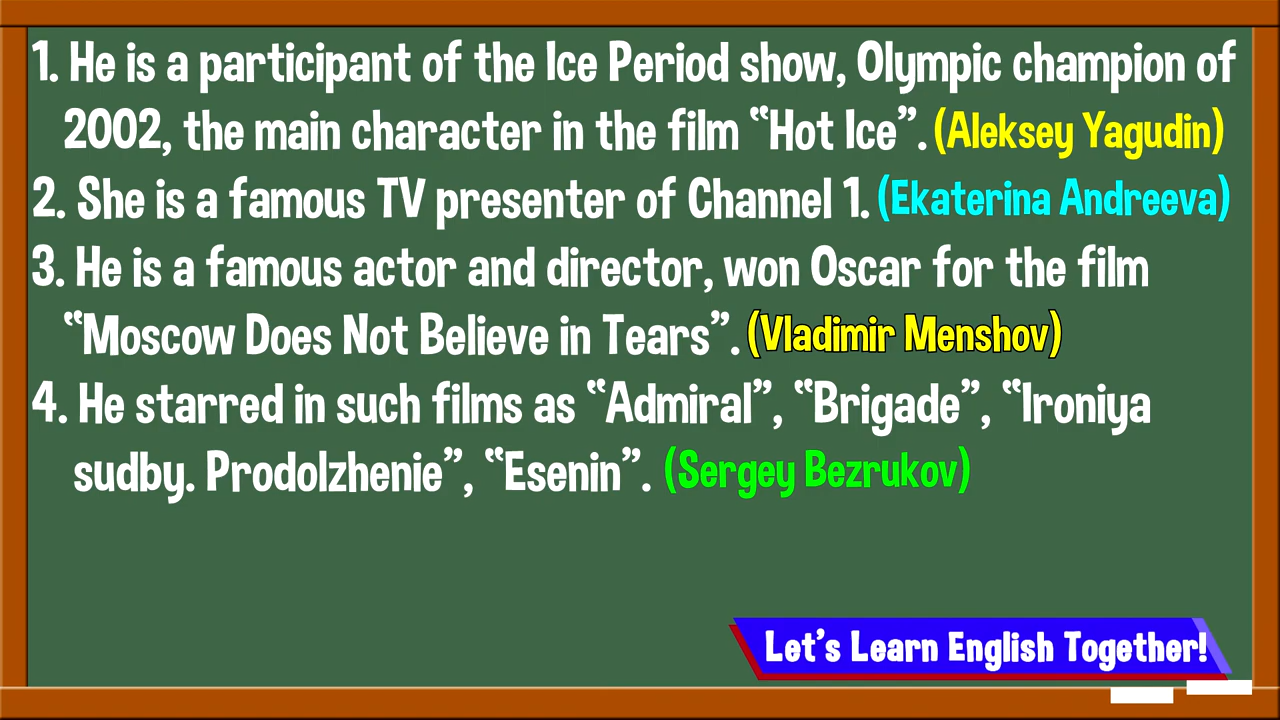 1. He is a participant of the Ice Period show, Olympic champion of
2002, the main character in the film “Hot Ice”. (Aleksey Yagudin)
2. She is a famous TV presenter of Channel 1. (Ekaterina Andreeva)
3. He is a famous actor and director, won Oscar for the film
“Moscow Does Not Believe in Tears”. (Vladimir Menshov)
4. He starred in such films as “Admiral”, “Brigade”, “Ironiya
sudby. Prodolzhenie”, “Esenin”. (Sergey Bezrukov)
Let’s Learn English Together!